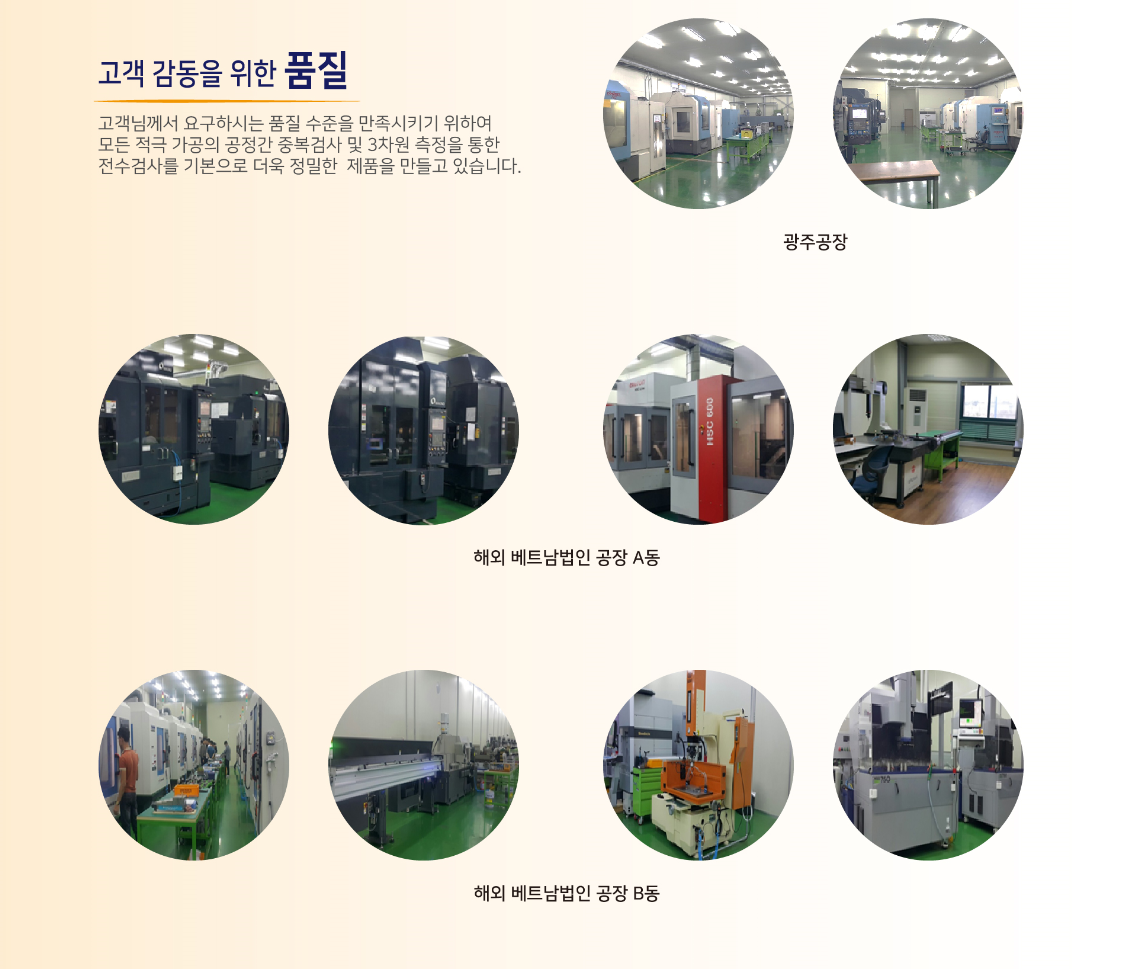 고객 감동을 위한 품질
고객님께서 요구하시는 품질 수준을 만족시키기 위하여
모든 적극 가공의 공정간 중복검사 및 3차원 측정을 통한
전수검사를 기본으로 더욱 정밀한 제품을 만들고 있습니다.
광주공장
HSC 600
해외 베트남법인 공장 A동
해외 베트남법인 공장 B동